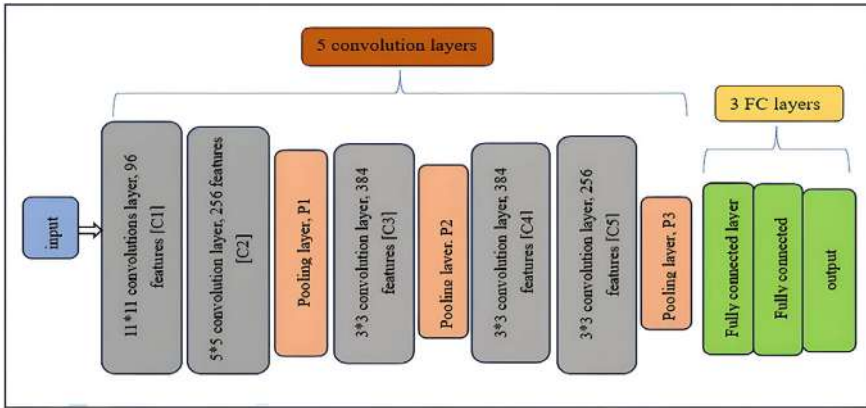 5 convolution layers
3 FC layers
input
11*11 convolutions layer, 96
features [C1]
5*5 convolution layer, 256 features
[C2]
Pooling layer, P1
3*3 convolution layer, 384
features [C3]
Pooling layer. P2
3*3 convolution layer, 384
features [C4]
3*3 convolution layer, 256
features [C5]
Pooling layer, P3
Fully connected layer
Fully connected
output